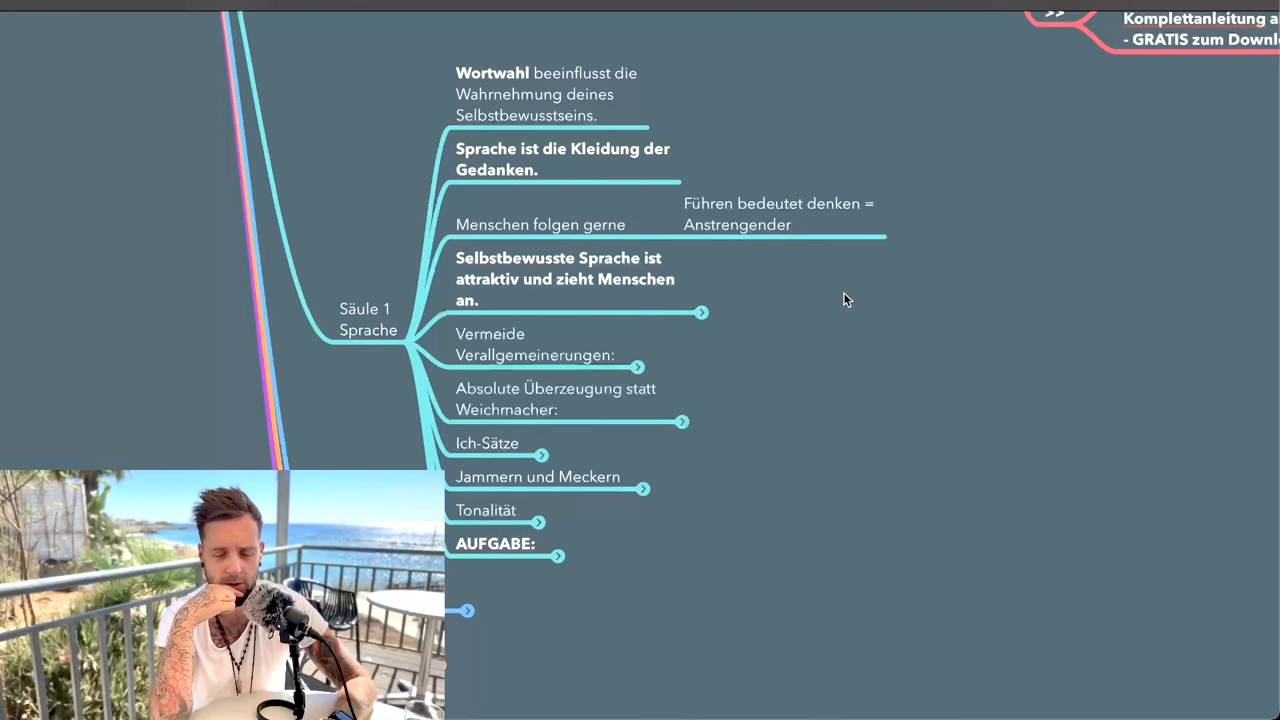 >>
Komplettanleitung a
- GRATIS zum Downl
Wortwahl beeinflusst die
Wahrnehmung deines
Selbstbewusstseins.
Sprache ist die Kleidung der
Gedanken.
Führen bedeutet denken =
Menschen folgen gerne Anstrengender
Selbstbewusste Sprache ist
attraktiv und zieht Menschen
an.
Säule 1
Sprache
Vermeide
Verallgemeinerungen:
Absolute Überzeugung statt
Weichmacher:
Ich-Sätze
Jammern und Meckern
Tonalität
AUFGABE: